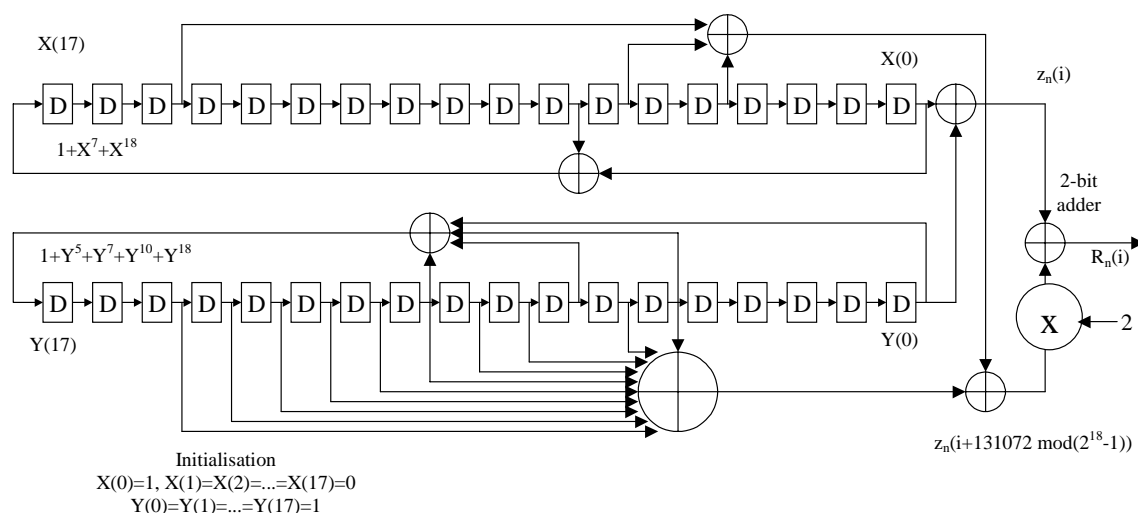 X(17)
X(0)
z_n(i)
D D D D D D D D D D D D D D D D D D
1+X^7+X^18
2-bit
adder
R_n(i)
1+Y^5+Y^7+Y^10+Y^18
D D D D D D D D D D D D D D D D D D
X
2
Y(17)
Y(0)
z_n(i+131072 mod(2^18-1))
Initialisation
X(0)=1, X(1)=X(2)=...=X(17)=0
Y(0)=Y(1)=...=Y(17)=1